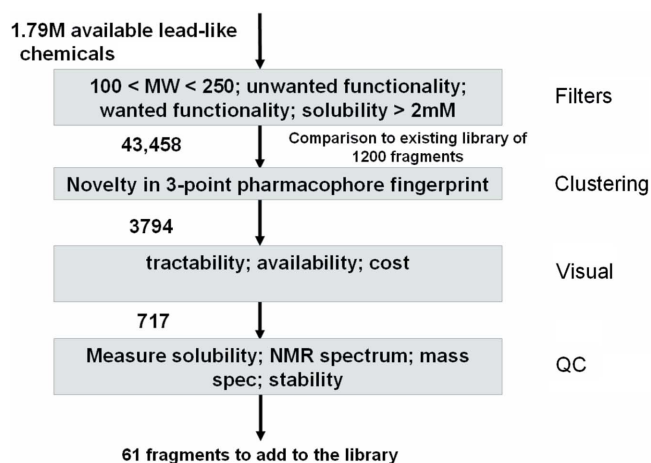 1.79M available lead-like
chemicals
100 < MW < 250; unwanted functionality;
wanted functionality; solubility > 2mM
Filters
43,458
Comparison to existing library of
1200 fragments
Novelty in 3-point pharmacophore fingerprint
Clustering
3794
tractability; availability; cost
Visual
717
Measure solubility; NMR spectrum; mass
spec; stability
QC
61 fragments to add to the library